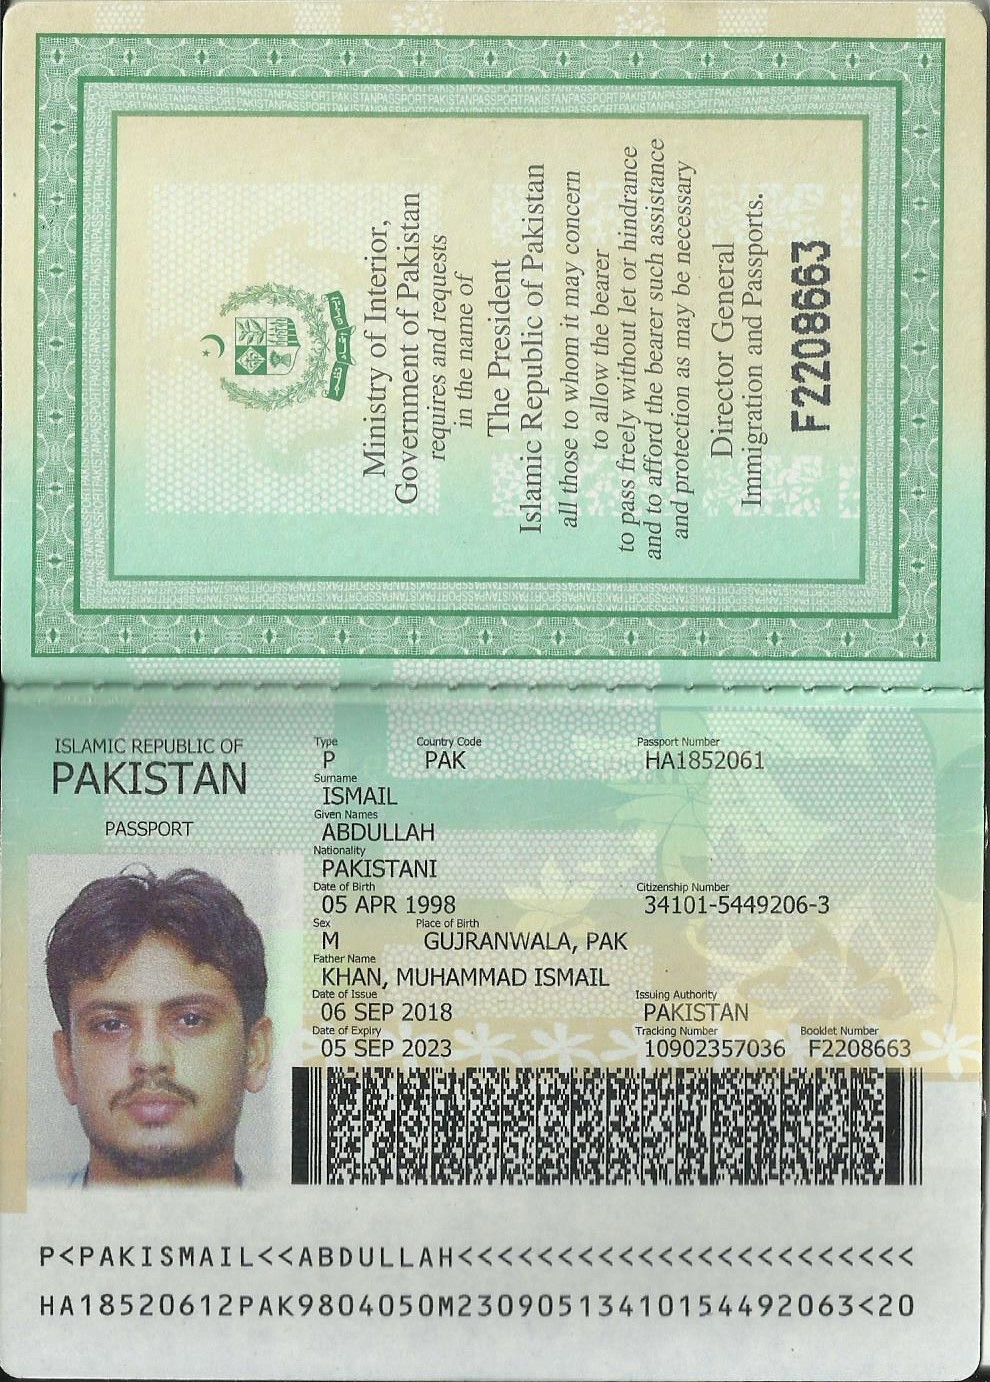 Ministry of Interior,
Government of Pakistan
requires and requests
in the name of
The President
Islamic Republic of Pakistan
all those to whom it may concern
to allow the bearer
to pass freely without let or hindrance
and to afford the bearer such assistance
and protection as may be necessary
Director General
Immigration and Passports.
F2208663
ISLAMIC REPUBLIC OF
PAKISTAN
PASSPORT
Type Country Code Passport Number
P PAK HA1852061
Surname
ISMAIL
Given Names
ABDULLAH
Nationality
PAKISTANI
Date of Birth Citizenship Number
05 APR 1998 34101-5449206-3
Sex Place of Birth
M GUJRANWALA, PAK
Father Name
KHAN, MUHAMMAD ISMAIL
Date of Issue Issuing Authority
06 SEP 2018 PAKISTAN
Date of Expiry Tracking Number Booklet Number
05 SEP 2023 10902357036 F2208663
P<PAKISMAIL<<ABDULLAH<<<<<<<<<<<<<<<<<<<<<<<
HA18520612PAK9804050M23090513410154492063<20